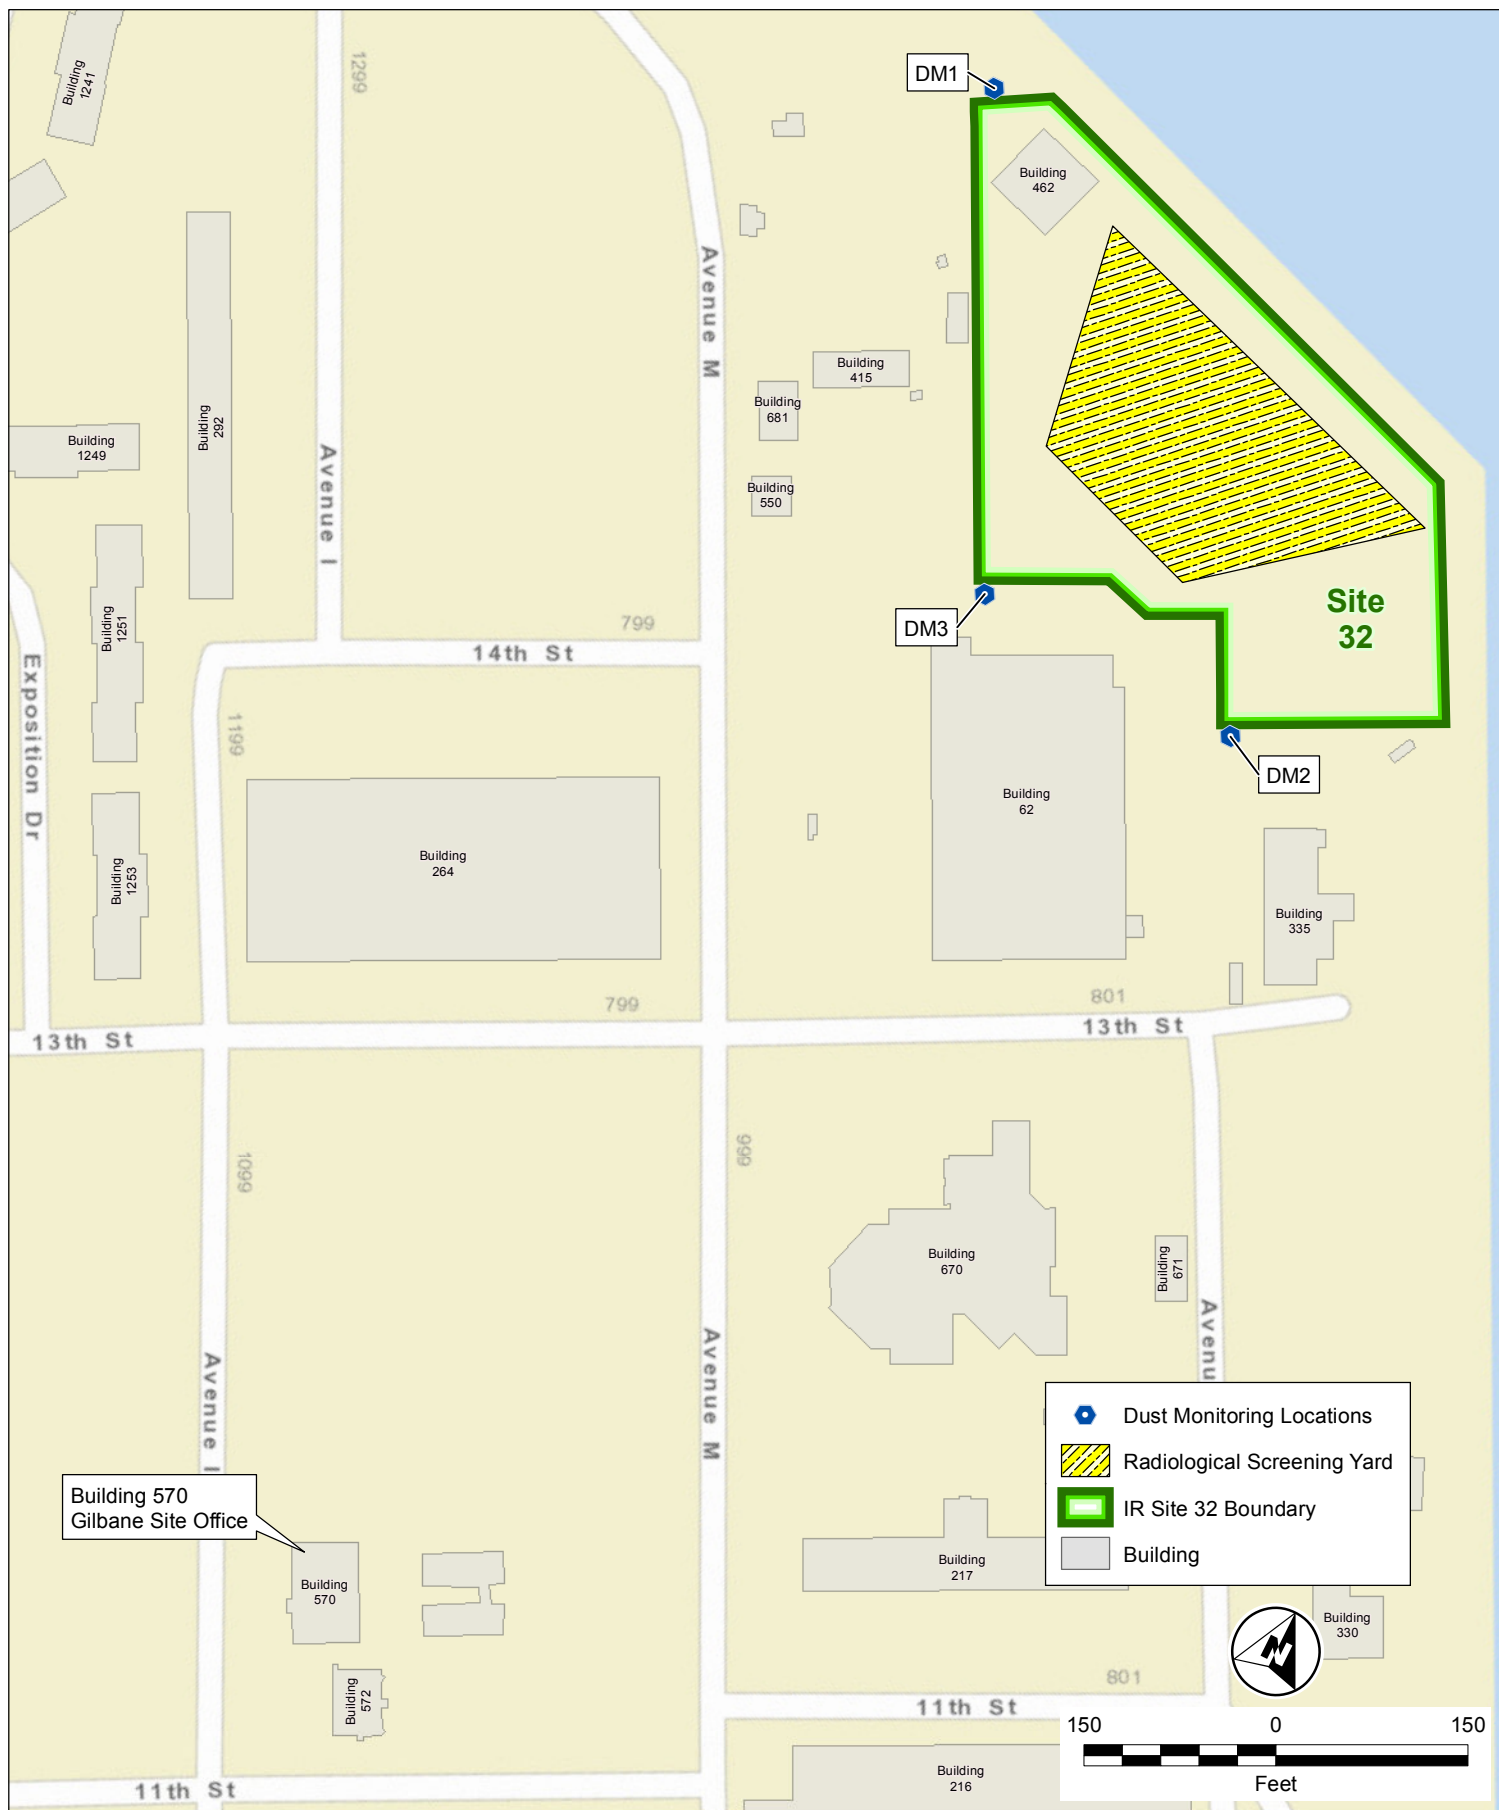 Building
1241
1299
DM1
Building
462
Avenue M
Building
292
Building
415
Building
681
Building
1249
Avenue I
Building
550
Building
1251
Site
32
799
DM3
14th St
Exposition Dr
1199
DM2
Building
62
Building
264
Building
1253
Building
335
799
801
13th St
13th St
1099
999
Building
670
Building
671
Avenu
Avenue M
Avenue I
Dust Monitoring Locations
Radiological Screening Yard
IR Site 32 Boundary
Building
Building 570
Gilbane Site Office
Building
217
Building
570
Building
330
N
Building
572
801
11th St
150 0 150
Feet
Building
216
11th St